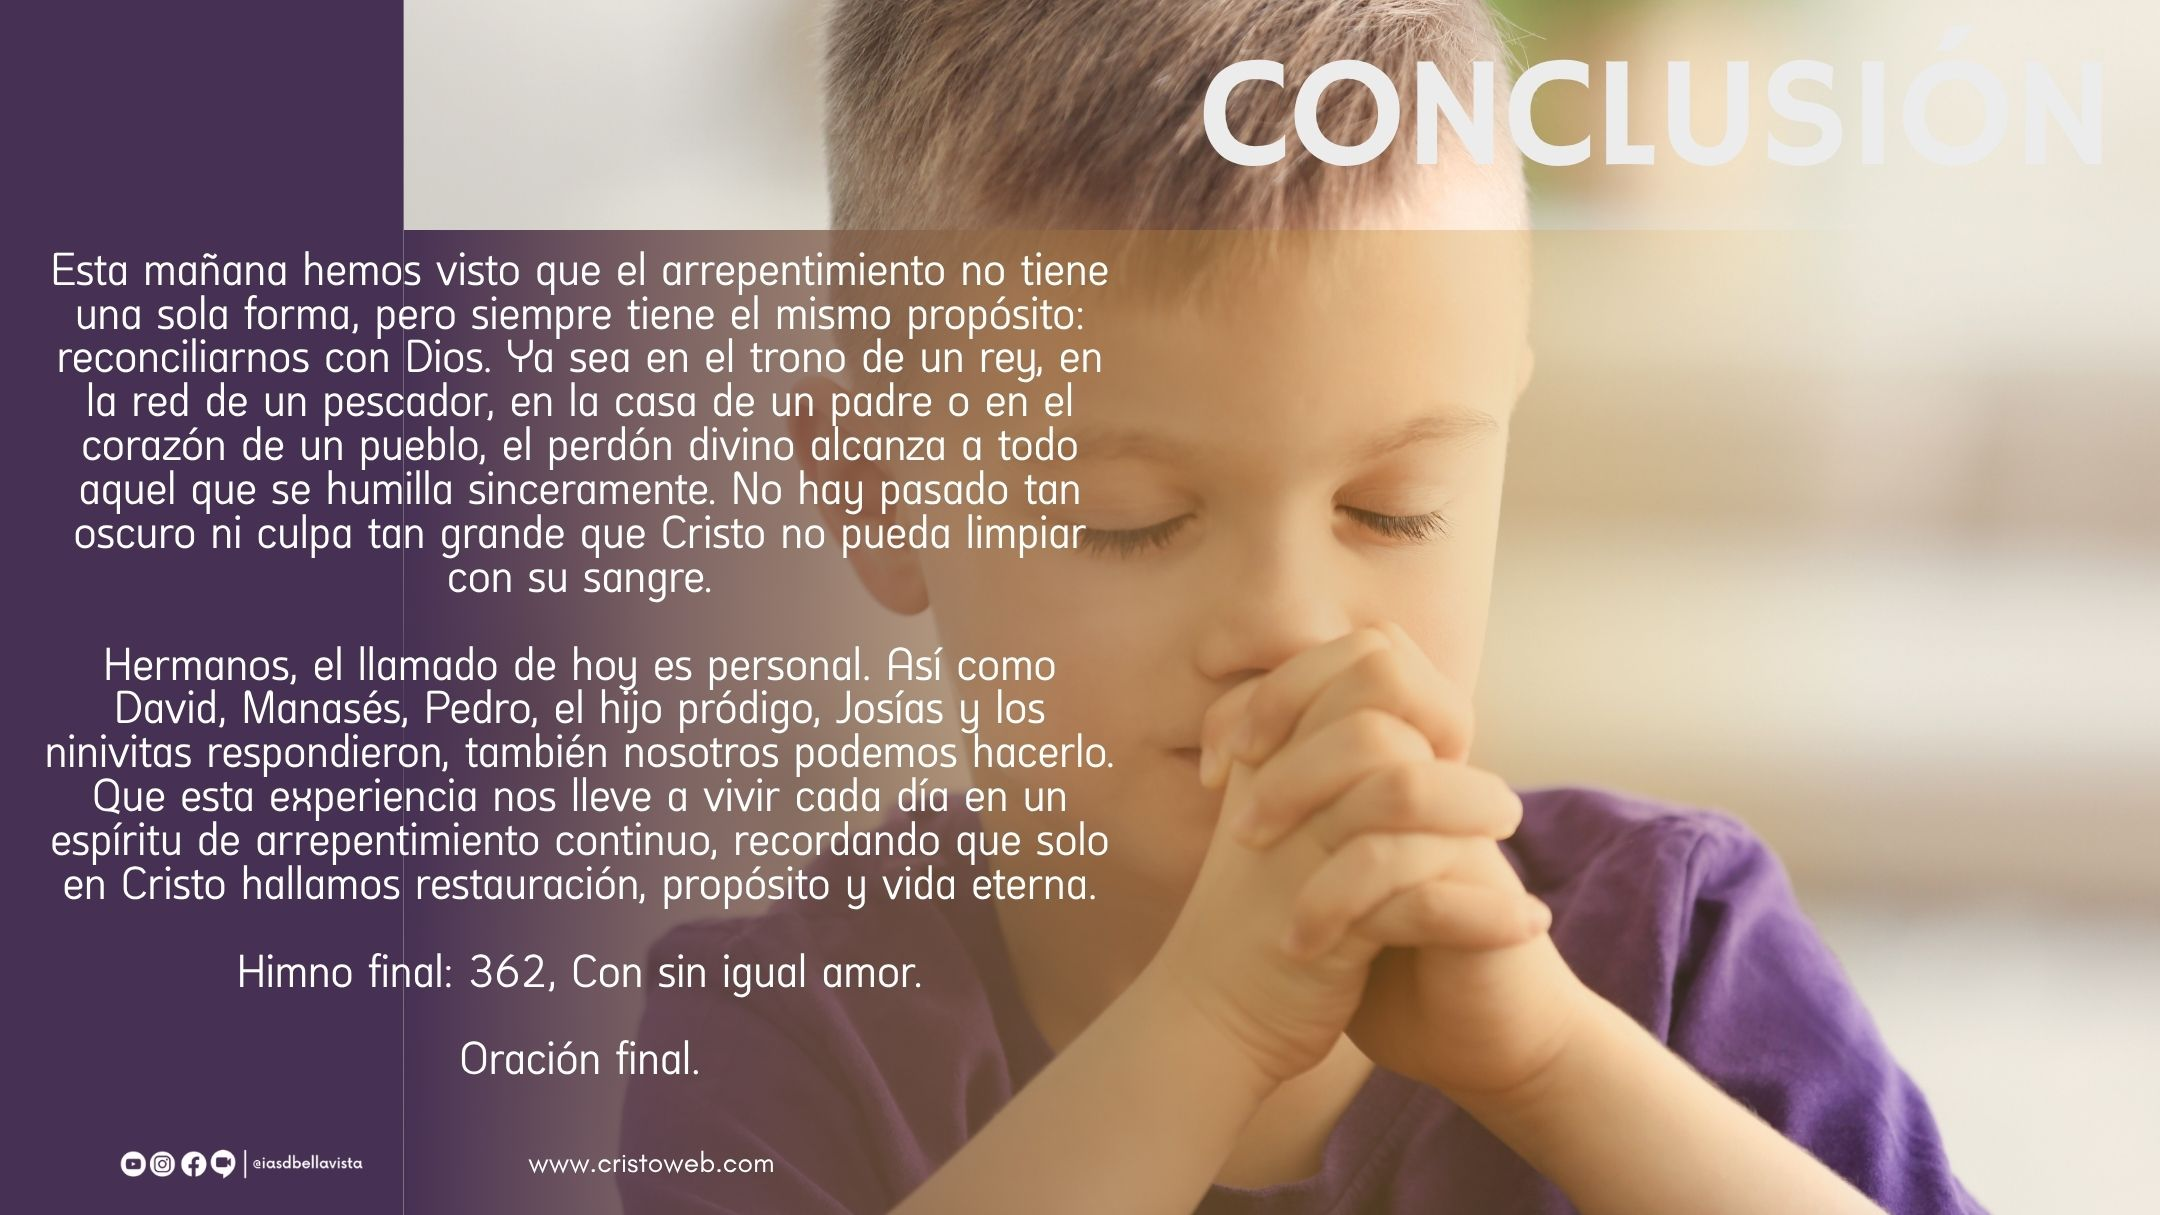 CONCLUSIÓN
Esta mañana hemos visto que el arrepentimiento no tiene
una sola forma, pero siempre tiene el mismo propósito:
reconciliarnos con Dios. Ya sea en el trono de un rey, en
la red de un pescador, en la casa de un padre o en el
corazón de un pueblo, el perdón divino alcanza a todo
aquel que se humilla sinceramente. No hay pasado tan
oscuro ni culpa tan grande que Cristo no pueda limpiar
con su sangre.
Hermanos, el llamado de hoy es personal. Así como
David, Manasés, Pedro, el hijo pródigo, Josías y los
ninivitas respondieron, también nosotros podemos hacerlo.
Que esta experiencia nos lleve a vivir cada día en un
espíritu de arrepentimiento continuo, recordando que solo
en Cristo hallamos restauración, propósito y vida eterna.
Himno final: 362, Con sin igual amor.
Oración final.
@iasdbellavista
www.cristoweb.com